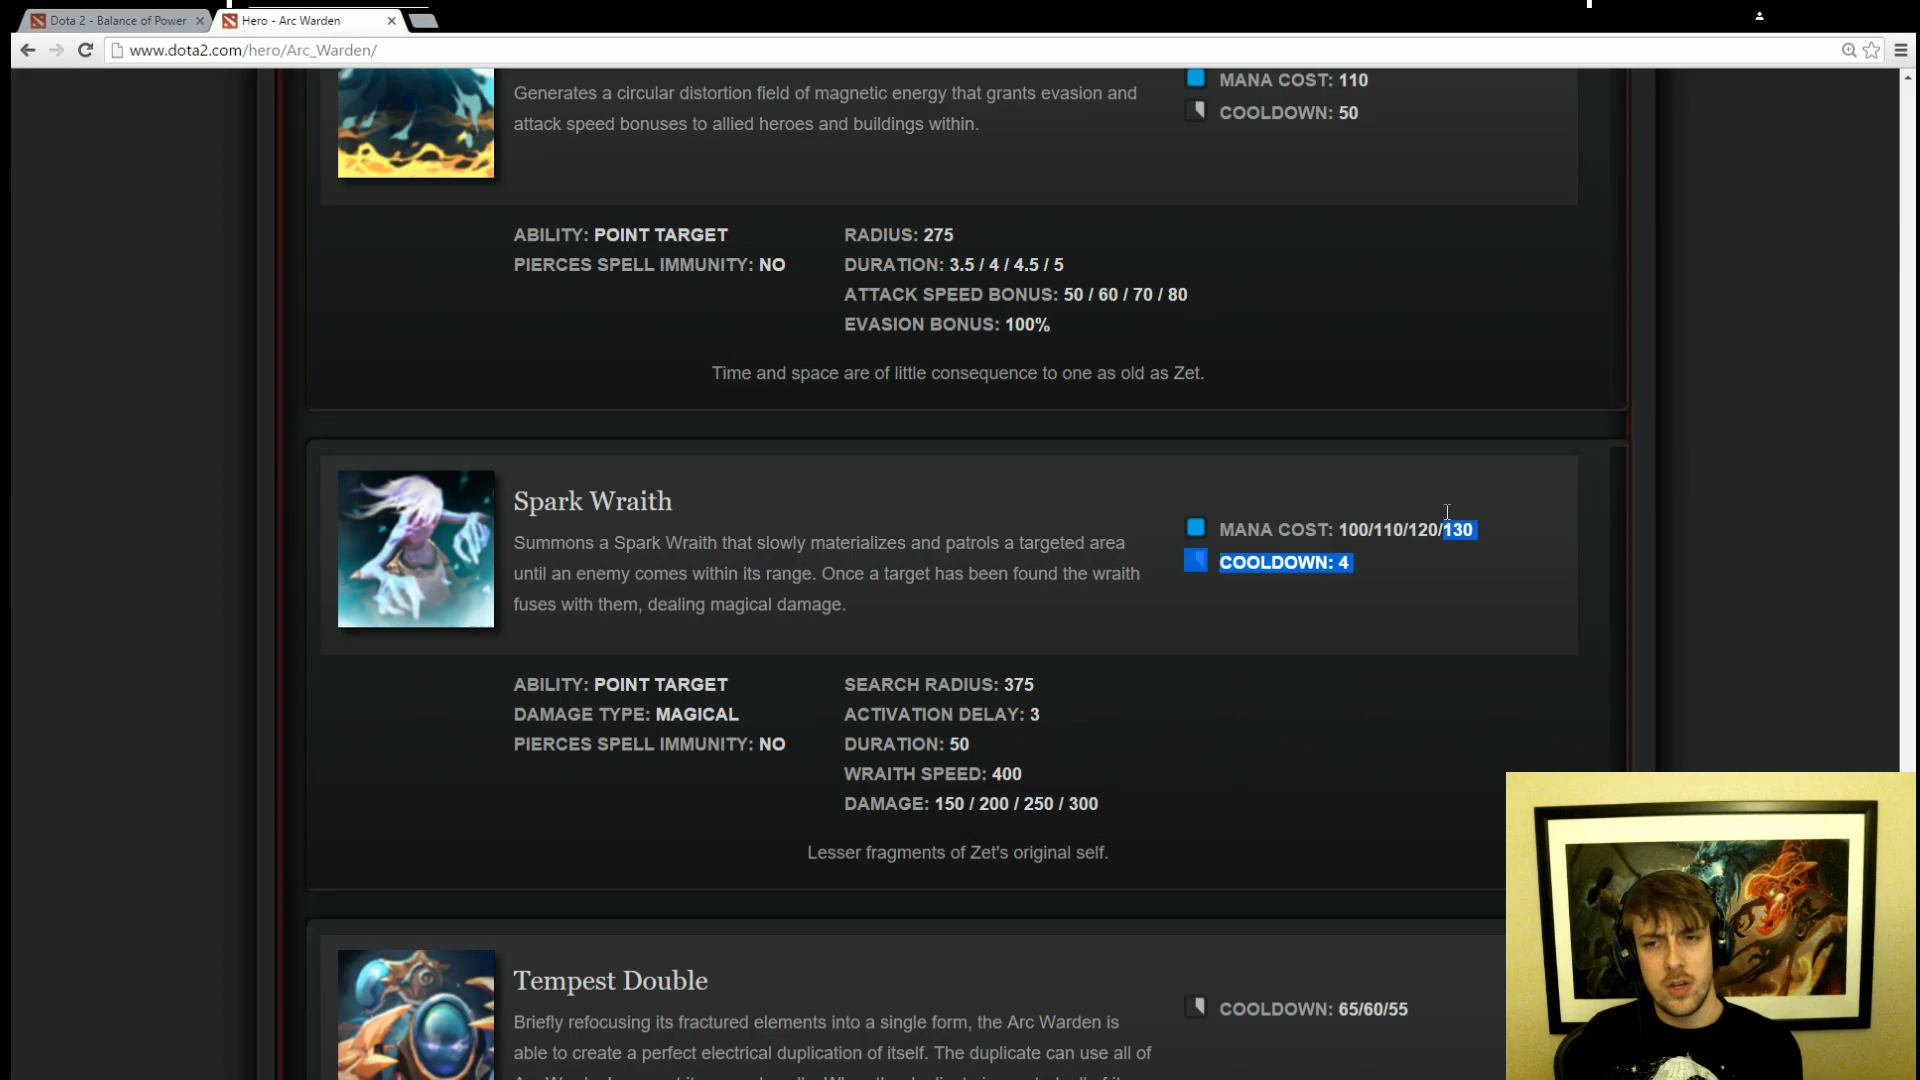 Dota 2 - Balance of Power
Hero - Arc Warden
www.dota2.com/hero/Arc_Warden/
Generates a circular distortion field of magnetic energy that grants evasion and
attack speed bonuses to allied heroes and buildings within.
MANA COST: 110
COOLDOWN: 50
ABILITY: POINT TARGET
PIERCES SPELL IMMUNITY: NO
RADIUS: 275
DURATION: 3.5 / 4 / 4.5 / 5
ATTACK SPEED BONUS: 50 / 60 / 70 / 80
EVASION BONUS: 100%
Time and space are of little consequence to one as old as Zet.
Spark Wraith
Summons a Spark Wraith that slowly materializes and patrols a targeted area
until an enemy comes within its range. Once a target has been found the wraith
fuses with them, dealing magical damage.
MANA COST: 100/110/120/130
COOLDOWN: 4
ABILITY: POINT TARGET
DAMAGE TYPE: MAGICAL
PIERCES SPELL IMMUNITY: NO
SEARCH RADIUS: 375
ACTIVATION DELAY: 3
DURATION: 50
WRAITH SPEED: 400
DAMAGE: 150 / 200 / 250 / 300
Lesser fragments of Zet's original self.
Tempest Double
Briefly refocusing its fractured elements into a single form, the Arc Warden is
able to create a perfect electrical duplication of itself. The duplicate can use all of
COOLDOWN: 65/60/55